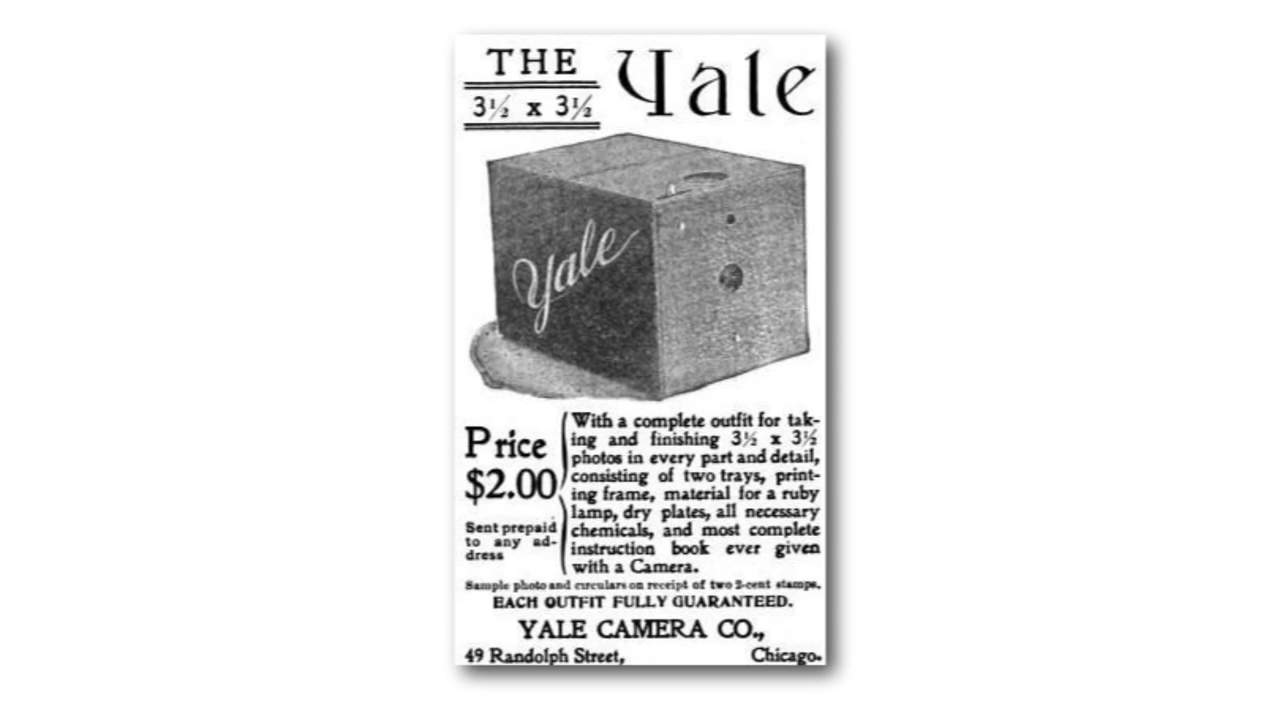 THE
Yale
3½ x 3½
Yale
Price
$2.00
Sent prepaid
to any ad-
dress
With a complete outfit for tak-
ing and finishing 3½ x 3½
photos in every part and detail,
consisting of two trays, print-
ing frame, material for a ruby
lamp, dry plates, all necessary
chemicals, and most complete
instruction book ever given
with a Camera.
Sample photo and circulars on receipt of two 2-cent stamps.
EACH OUTFIT FULLY GUARANTEED.
YALE CAMERA CO.,
49 Randolph Street, Chicago.